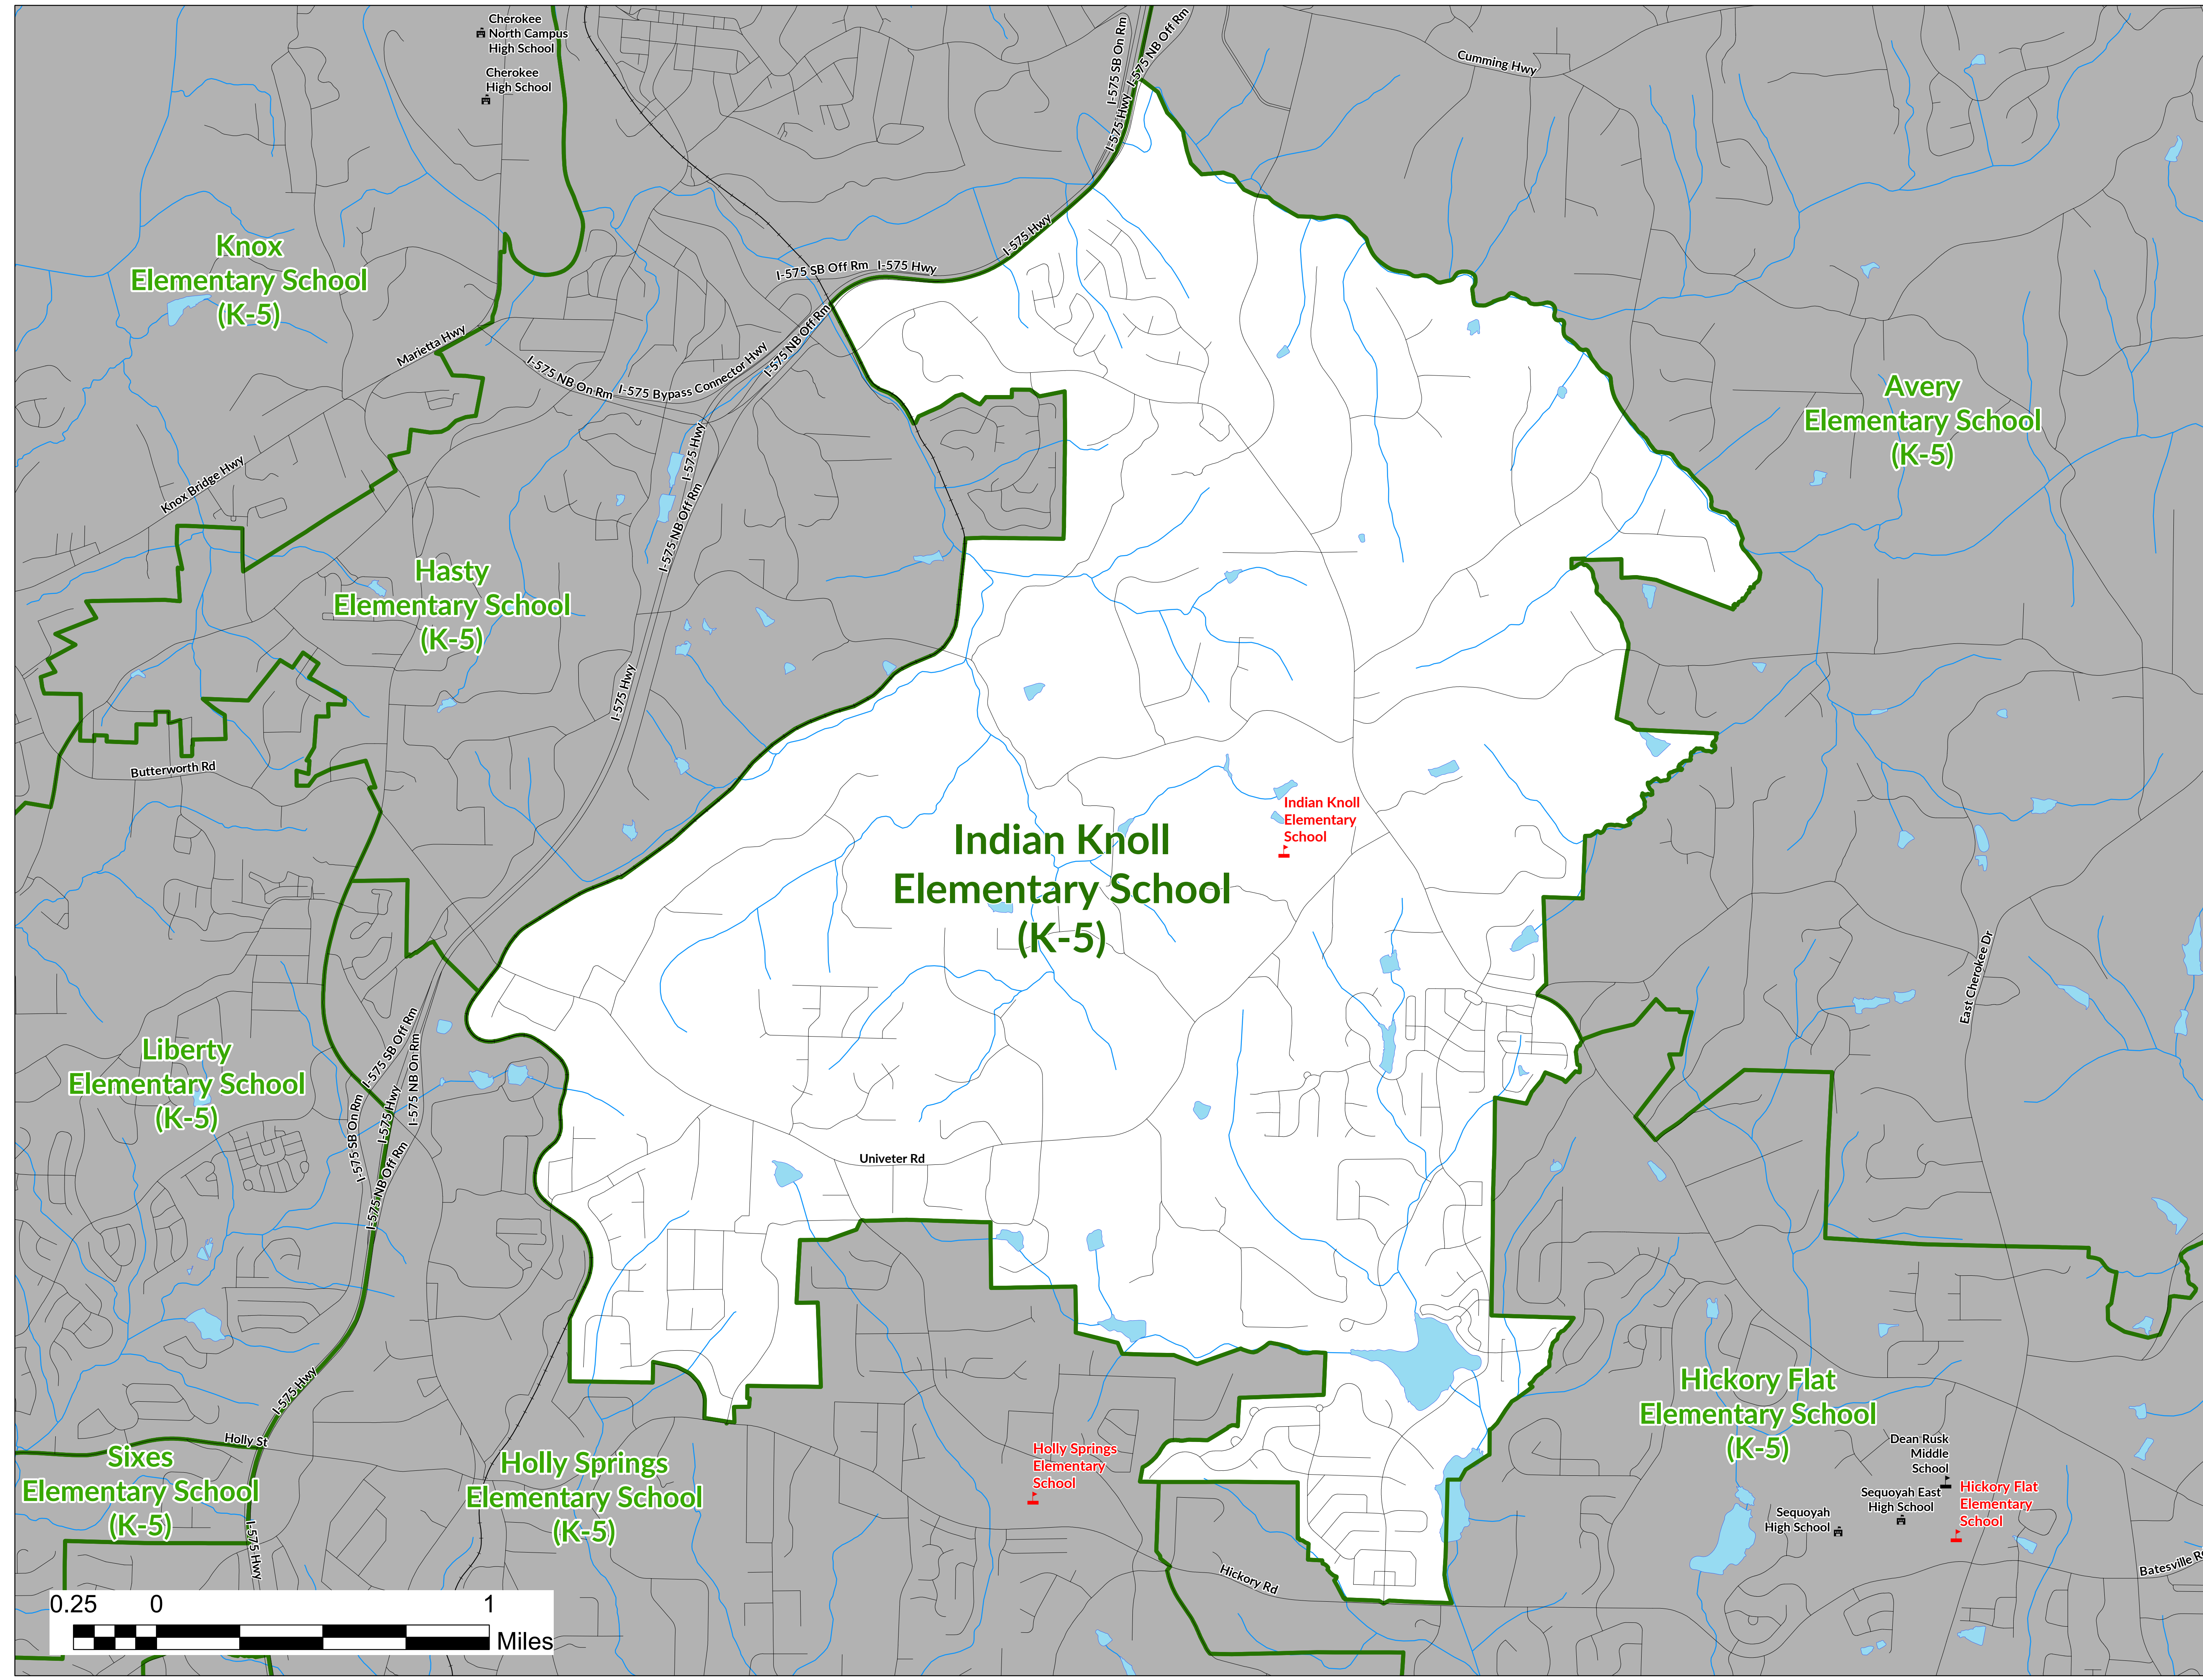 Cherokee
North Campus
High School
Cherokee
High School
I-575 SB On Rm
I-575 NB Off Rm
I-575 Hwy
Cumming Hwy
Knox
Elementary School
(K-5)
I-575 Hwy
I-575 SB Off Rm
I-575 Hwy
Marietta Hwy
I-575 NB On Rm
I-575 Bypass Connector Hwy
I-575 NB Off Rm
Avery
Elementary School
(K-5)
Knox Bridge Hwy
I-575 Hwy
I-575 NB Off Rm
Hasty
Elementary School
(K-5)
I-575 Hwy
Butterworth Rd
Indian Knoll
Elementary School
(K-5)
Indian Knoll
Elementary
School
East Cherokee Dr
Liberty
Elementary School
(K-5)
I-575 SB Off Rm
I-575 NB On Rm
I-575 SB On Rm
I-575 Hwy
I-575 NB Off Rm
Univeter Rd
I-575 Hwy
Holly St
Sixes
Elementary School
(K-5)
I-575 Hwy
Holly Springs
Elementary School
(K-5)
Holly Springs
Elementary
School
Hickory Flat
Elementary School
(K-5)
Dean Rusk
Middle
School
Sequoyah East
High School
Sequoyah
High School
Hickory Flat
Elementary
School
Hickory Rd
Batesville R
0.25 0 1
Miles